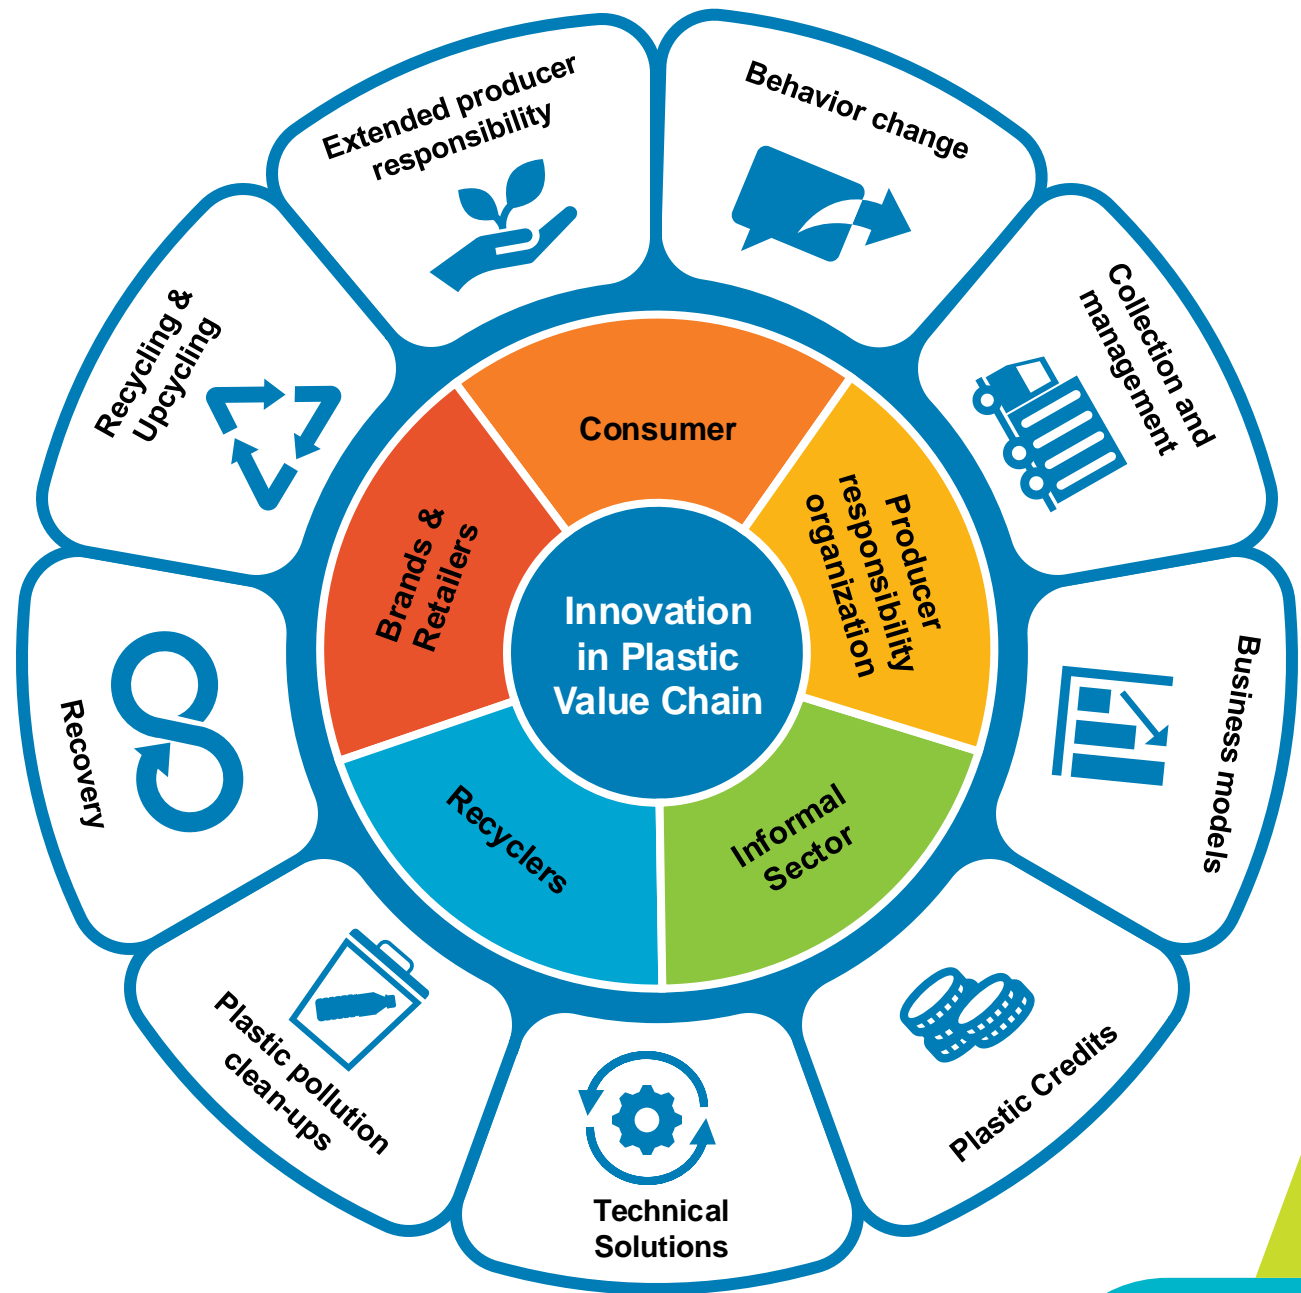 Extended producer
responsibility
Behavior change
Collection and
management
Business models
Plastic Credits
Technical
Solutions
Plastic pollution
clean-ups
Recovery
Recycling &
Upcycling
Consumer
Producer
responsibility
organization
Informal
Sector
Recyclers
Brands &
Retailers
Innovation
in Plastic
Value Chain